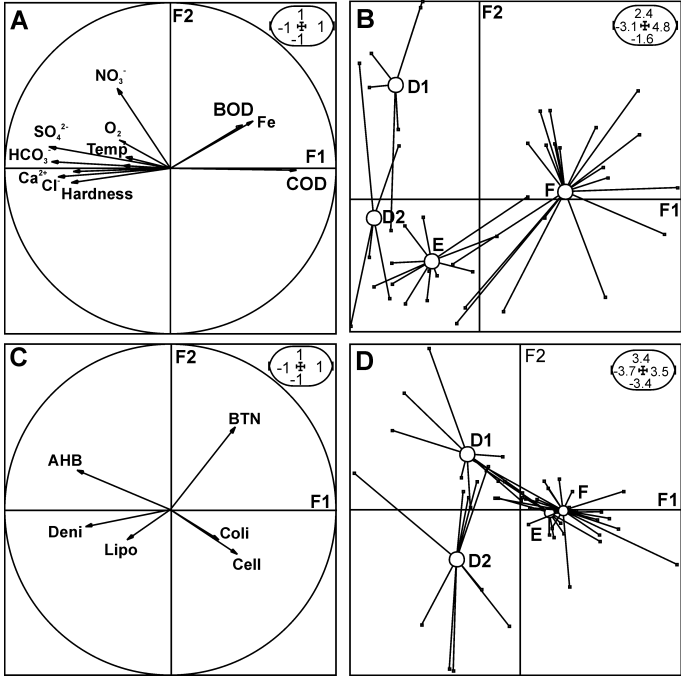 A
F2
1
-1 1
-1
NO₃⁻
BOD
Fe
O₂
SO₄²⁻
Temp
HCO₃⁻
F1
Ca²⁺
Cl⁻
Hardness
COD
B
F2
2.4
-3.1 4.8
-1.6
D1
F
F1
D2
E
C
F2
1
-1 1
-1
BTN
AHB
F1
Deni
Coli
Lipo
Cell
D
F2
3.4
-3.7 3.5
-3.4
D1
F
F1
E
D2